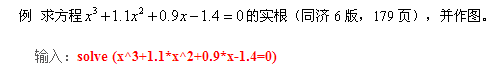 例 求方程x³+1.1x²+0.9x-1.4=0的实根（同济6版，179页），并作图。
输入：solve (x^3+1.1*x^2+0.9*x-1.4=0)